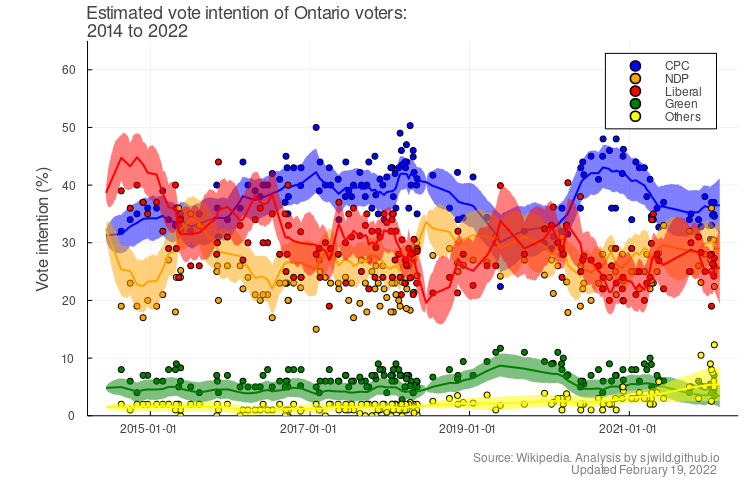 Estimated vote intention of Ontario voters:
2014 to 2022
60
50
40
30
20
10
0
Vote intention (%)
CPC
NDP
Liberal
Green
Others
2015-01-01
2017-01-01
2019-01-01
2021-01-01
Source: Wikipedia. Analysis by sjwild.github.io
Updated February 19, 2022